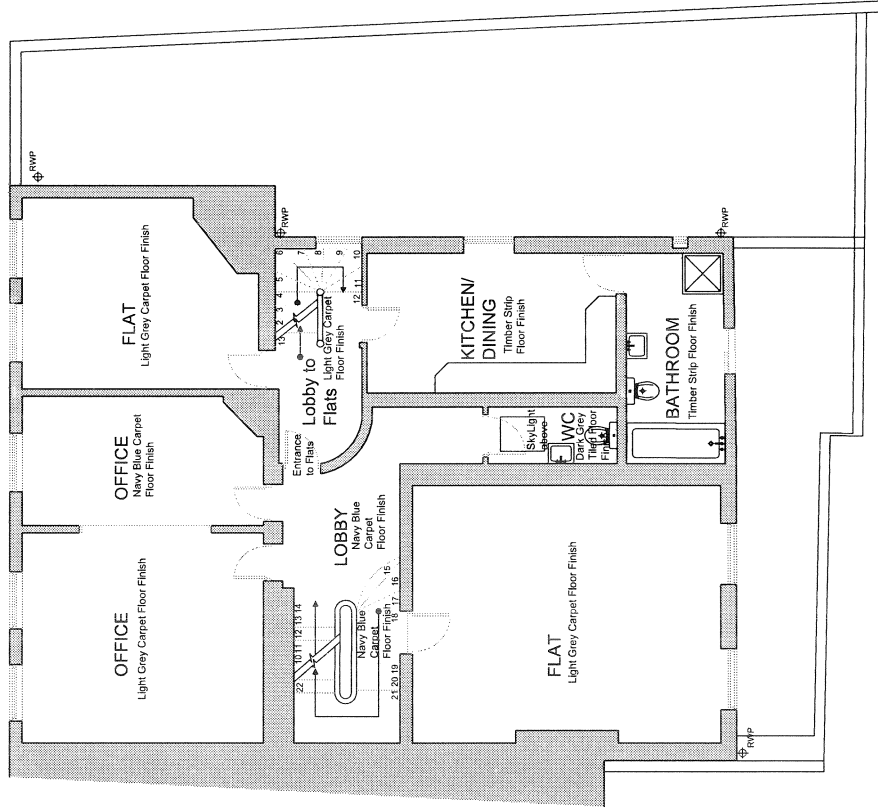 RWP
RWP
RWP
RWP
FLAT
Light Grey Carpet Floor Finish
OFFICE
Navy Blue Carpet
Floor Finish
OFFICE
Light Grey Carpet Floor Finish
Lobby to
Flats
Light Grey Carpet
Floor Finish
Entrance
to Flats
13
2
3
4
5
6
7
8
9
10
11
12
KITCHEN/
DINING
Timber Strip
Floor Finish
BATHROOM
Timber Strip Floor Finish
SkyLight
above
WC
Dark Grey
Tiled Floor
Finish
LOBBY
Navy Blue
Carpet
Floor Finish
Navy Blue
Carpet
Floor Finish
22
10
11
12
13
14
15
16
17
18
19
20
21
FLAT
Light Grey Carpet Floor Finish